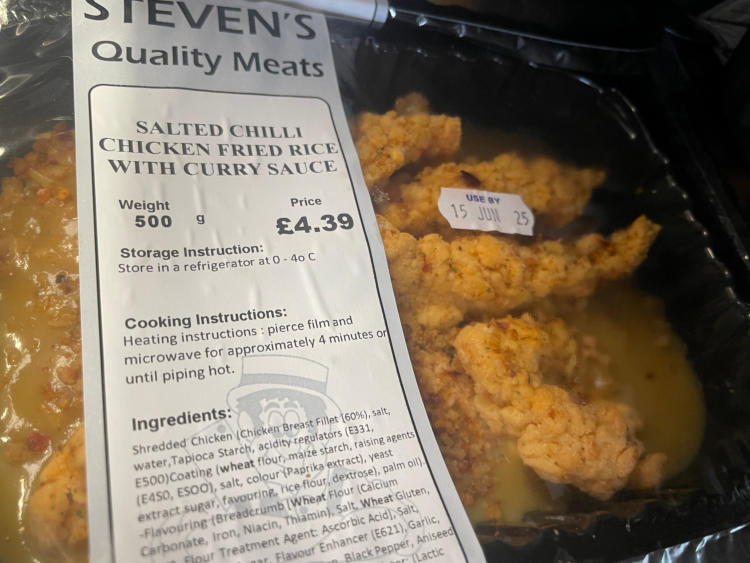 STEVEN'S
Quality Meats
SALTED CHILLI
CHICKEN FRIED RICE
WITH CURRY SAUCE
Weight
500 g
Price
£4.39
Storage Instruction:
Store in a refrigerator at 0 - 4o C
Cooking Instructions:
Heating instructions : pierce film and
microwave for approximately 4 minutes or
until piping hot.
Ingredients:
Shredded Chicken (Chicken Breast Fillet (60%), salt,
water,Tapioca Starch, acidity regulators (E331,
E500)Coating (wheat flour, maize starch, raising agents
(E450, ESOO), salt, colour (Paprika extract), yeast
extract sugar, favouring, rice flour, dextrose), palm oil)-
-Flavouring (Breadcrumb [Wheat Flour (Calcium
Carbonate, Iron, Niacin, Thiamin), Salt, Wheat Gluten,
Flour Treatment Agent: Ascorbic Acid), Salt,
Flavour Enhancer (E621), Garlic,
Black Pepper, Aniseed
(Lactic
USE BY
15 JUN 25